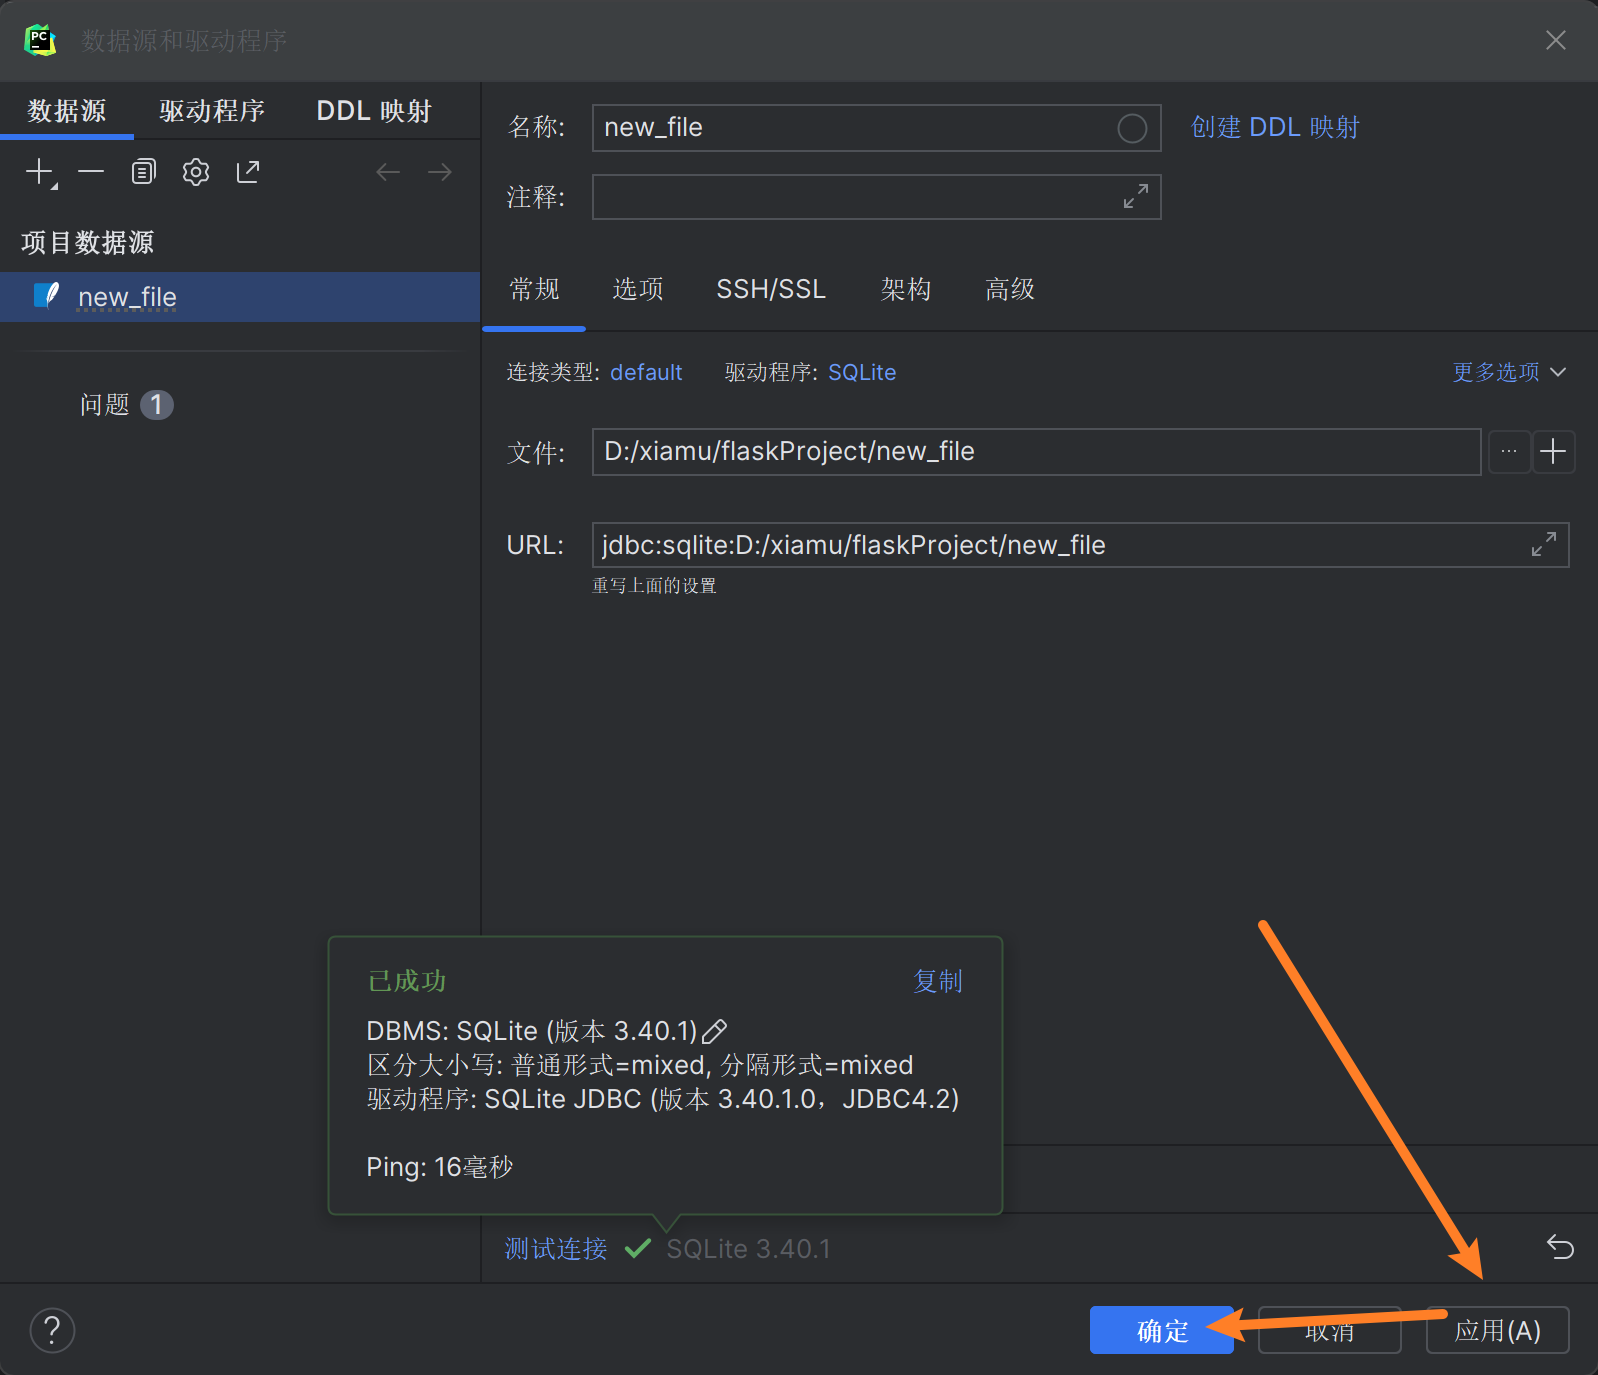 PC
数据源和驱动程序
数据源 驱动程序 DDL 映射
项目数据源
new_file
问题 1
名称: new_file 创建 DDL 映射
注释:
常规 选项 SSH/SSL 架构 高级
连接类型: default 驱动程序: SQLite 更多选项
文件: D:/xiamu/flaskProject/new_file ...
URL: jdbc:sqlite:D:/xiamu/flaskProject/new_file
重写上面的设置
已成功 复制
DBMS: SQLite (版本 3.40.1)
区分大小写: 普通形式=mixed, 分隔形式=mixed
驱动程序: SQLite JDBC (版本 3.40.1.0，JDBC4.2)
Ping: 16毫秒
测试连接 SQLite 3.40.1
? 确定 取消 应用(A)